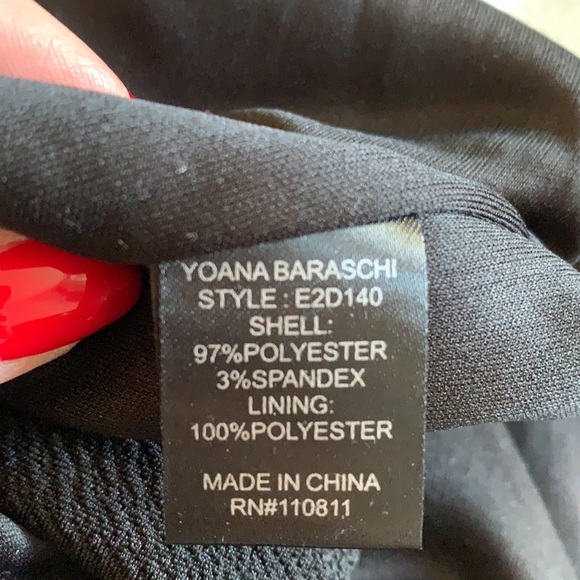 YOANA BARASCHI
STYLE : E2D140
SHELL:
97%POLYESTER
3%SPANDEX
LINING:
100%POLYESTER
MADE IN CHINA
RN#110811